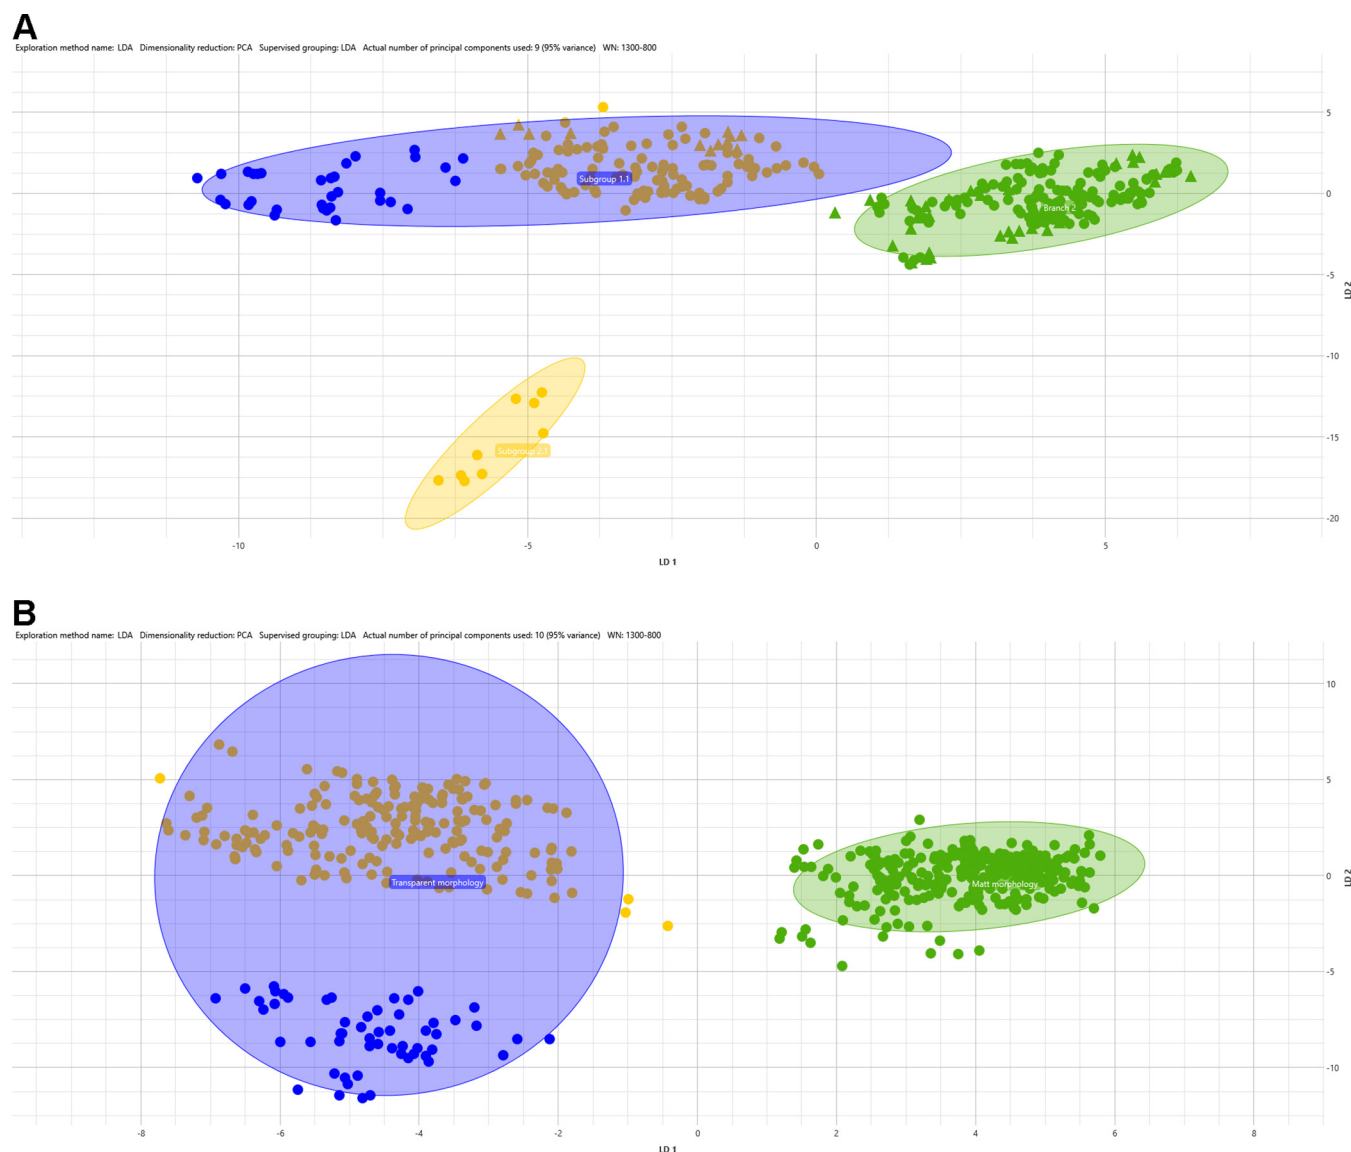 A
Exploration method name: LDA Dimensionality reduction: PCA Supervised grouping: LDA Actual number of principal components used: 9 (95% variance) WN: 1300-800
5
Subgroup 1.1
0
Branch 2
-5
LD 2
-10
Subgroup 2.1
-15
-20
-10 -5 0 5
LD 1
B
Exploration method name: LDA Dimensionality reduction: PCA Supervised grouping: LDA Actual number of principal components used: 10 (95% variance) WN: 1300-800
10
5
0
LD 2
Transparent morphology Matt morphology
-5
-10
-8 -6 -4 -2 0 2 4 6 8
LD 1